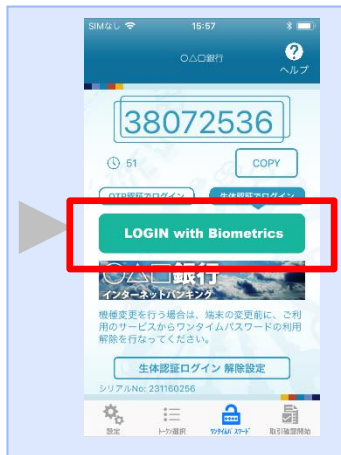 SIMなし 15:57
○△□銀行
ヘルプ
38072536
51 COPY
OTP認証でログイン 生体認証でログイン
LOGIN with Biometrics
○△□銀行
インターネットバンキング
機種変更を行う場合は、端末の変更前に、ご利
用のサービスからワンタイムパスワードの利用
解除を行なってください。
生体認証ログイン 解除設定
シリアルNo: 231160256
設定 トークン選択 ワンタイムパスワード 取引確認開始